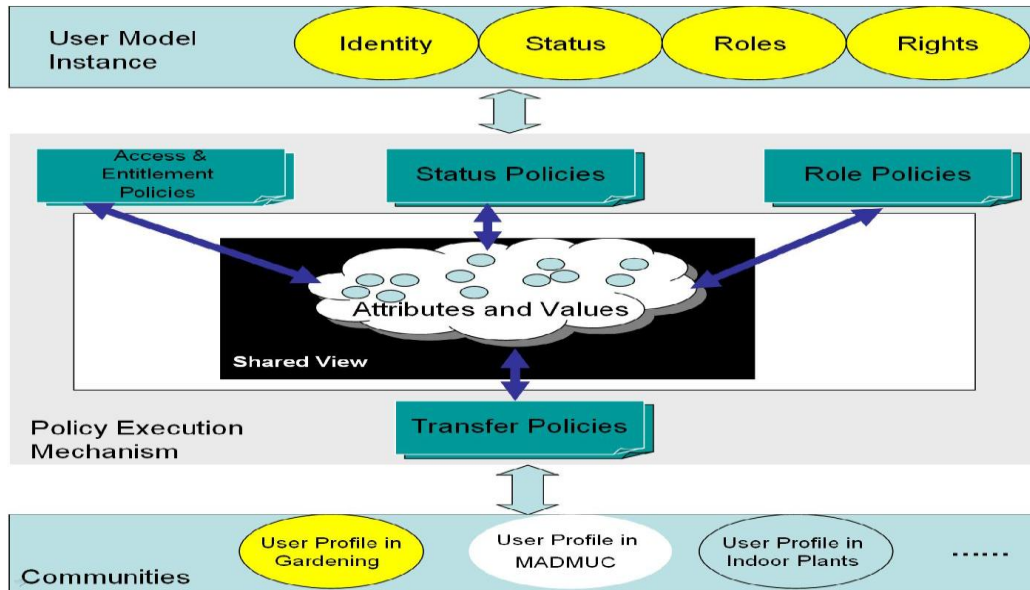 User Model
Instance
Identity
Status
Roles
Rights
Access &
Entitlement
Policies
Status Policies
Role Policies
Attributes and Values
Shared View
Transfer Policies
Policy Execution
Mechanism
User Profile in
Gardening
User Profile in
MADMUC
User Profile in
Indoor Plants
......
Communities